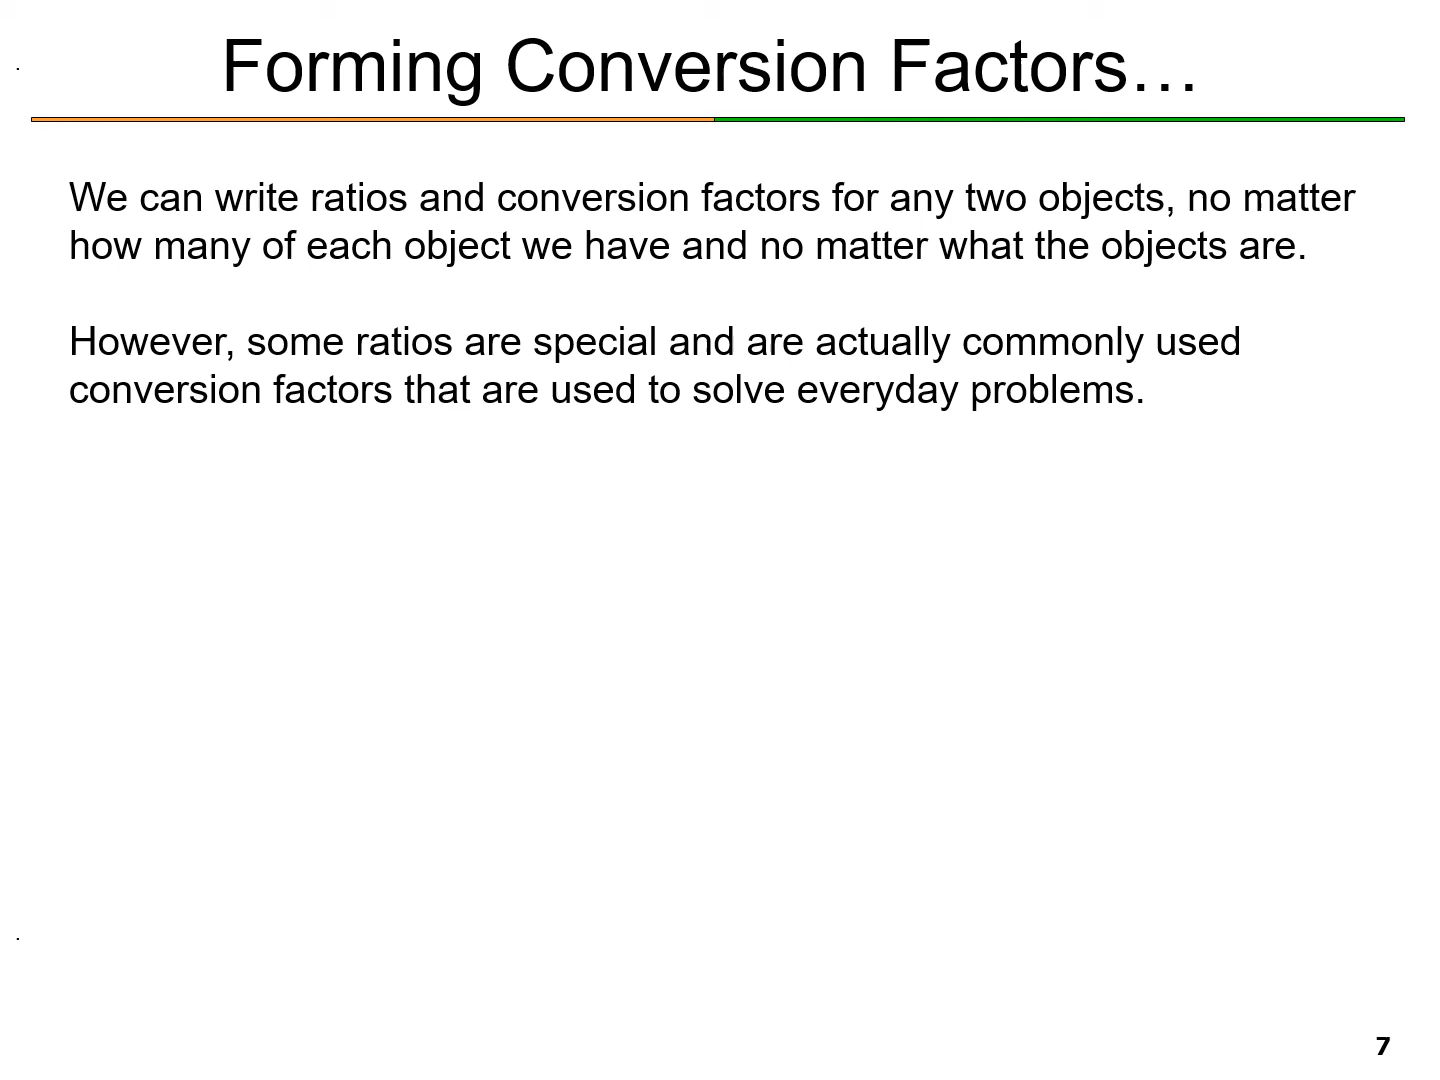 Forming Conversion Factors…
We can write ratios and conversion factors for any two objects, no matter
how many of each object we have and no matter what the objects are.
However, some ratios are special and are actually commonly used
conversion factors that are used to solve everyday problems.
7